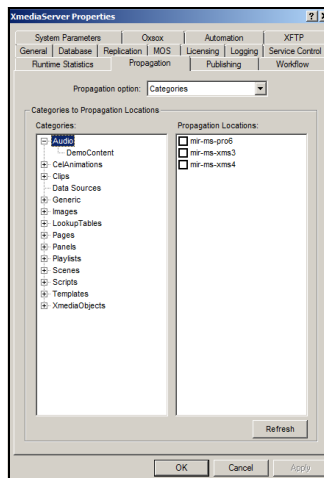 XmediaServer Properties
System Parameters Oxsox Automation XFTP
General Database Replication MOS Licensing Logging Service Control
Runtime Statistics Propagation Publishing Workflow
Propagation option: Categories
Categories to Propagation Locations
Categories: Propagation Locations:
Audio mir-ms-pro6
DemoContent mir-ms-xms3
CelAnimations mir-ms-xms4
Clips
Data Sources
Generic
Images
LookupTables
Pages
Panels
Playlists
Scenes
Scripts
Templates
XmediaObjects
Refresh
OK Cancel Apply